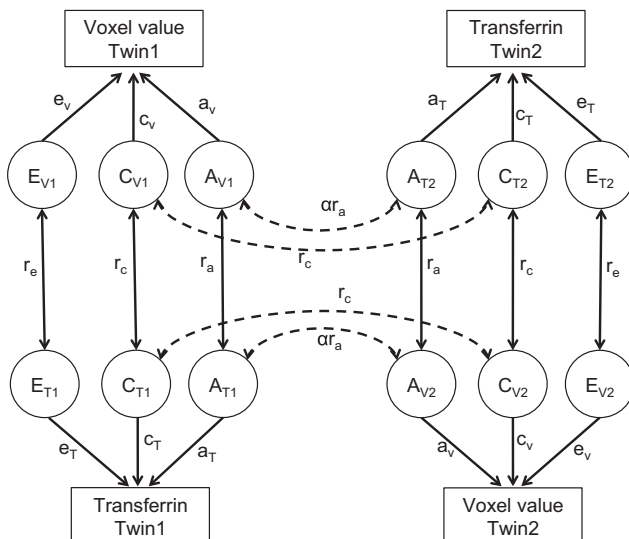 Voxel value
Twin1
Transferrin
Twin2
e_v
c_v
a_v
a_T
c_T
e_T
E_V1
C_V1
A_V1
A_T2
C_T2
E_T2
αr_a
r_c
r_e
r_c
r_a
r_a
r_c
r_e
r_c
αr_a
E_T1
C_T1
A_T1
A_V2
C_V2
E_V2
e_T
c_T
a_T
a_v
c_v
e_v
Transferrin
Twin1
Voxel value
Twin2